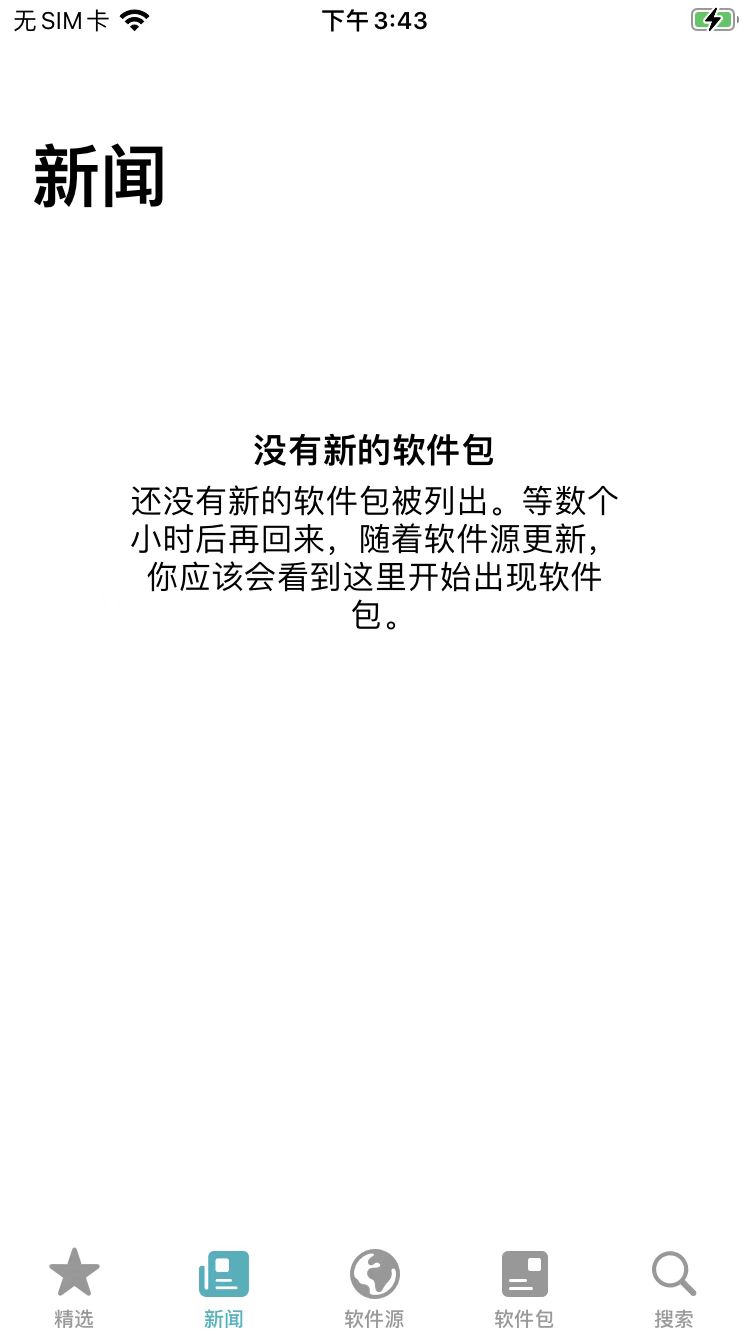 无SIM卡 下午3:43
新闻
没有新的软件包
还没有新的软件包被列出。等数个
小时后再回来，随着软件源更新，
你应该会看到这里开始出现软件
包。
精选 新闻 软件源 软件包 搜索